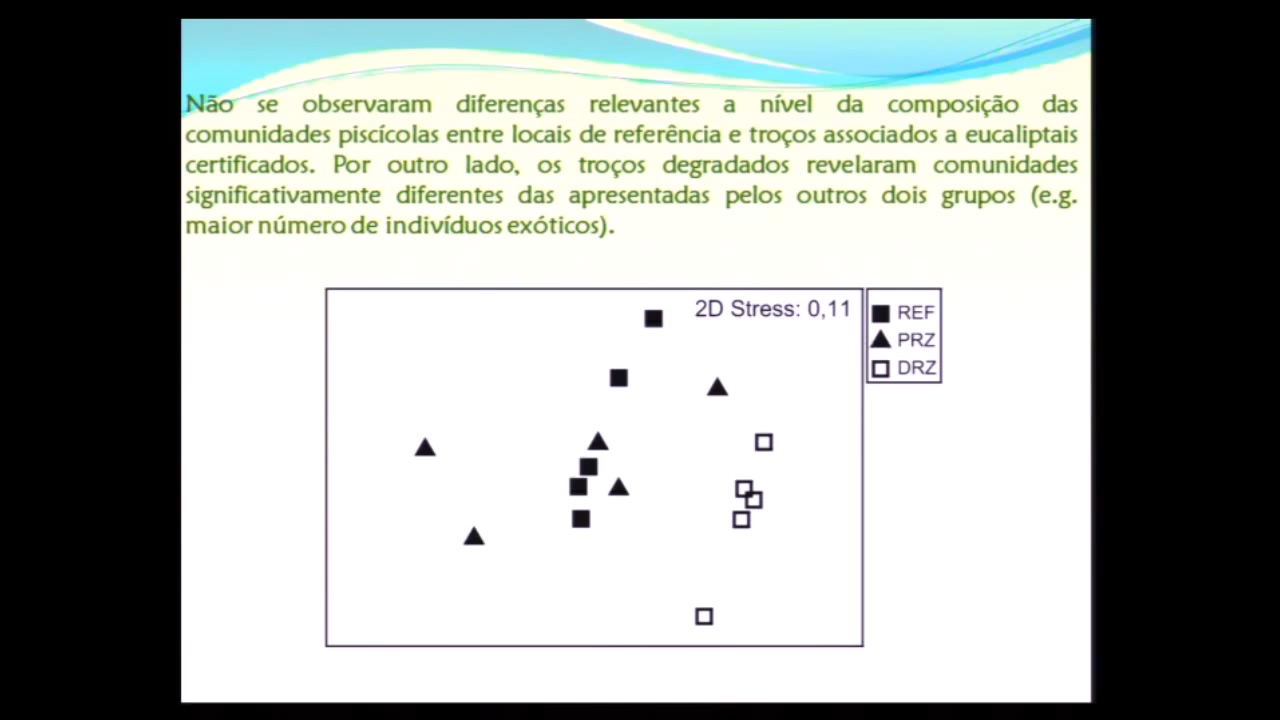 Não se observaram diferenças relevantes a nível da composição das
comunidades piscícolas entre locais de referência e troços associados a eucaliptais
certificados. Por outro lado, os troços degradados revelaram comunidades
significativamente diferentes das apresentadas pelos outros dois grupos (e.g.
maior número de indivíduos exóticos).
2D Stress: 0,11
REF
PRZ
DRZ